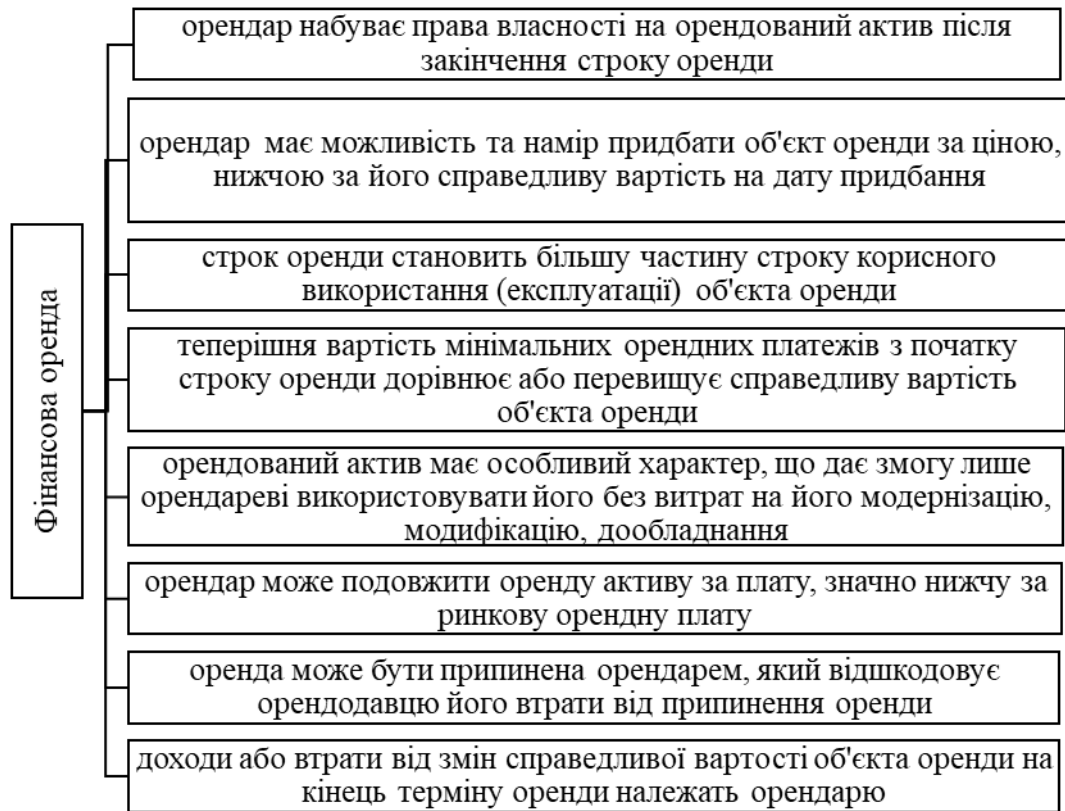 Фінансова оренда
орендар набуває права власності на орендований актив після
закінчення строку оренди
орендар має можливість та намір придбати об'єкт оренди за ціною,
нижчою за його справедливу вартість на дату придбання
строк оренди становить більшу частину строку корисного
використання (експлуатації) об'єкта оренди
теперішня вартість мінімальних орендних платежів з початку
строку оренди дорівнює або перевищує справедливу вартість
об'єкта оренди
орендований актив має особливий характер, що дає змогу лише
орендареві використовувати його без витрат на його модернізацію,
модифікацію, дообладнання
орендар може подовжити оренду активу за плату, значно нижчу за
ринкову орендну плату
оренда може бути припинена орендарем, який відшкодовує
орендодавцю його втрати від припинення оренди
доходи або втрати від змін справедливої вартості об'єкта оренди на
кінець терміну оренди належать орендарю